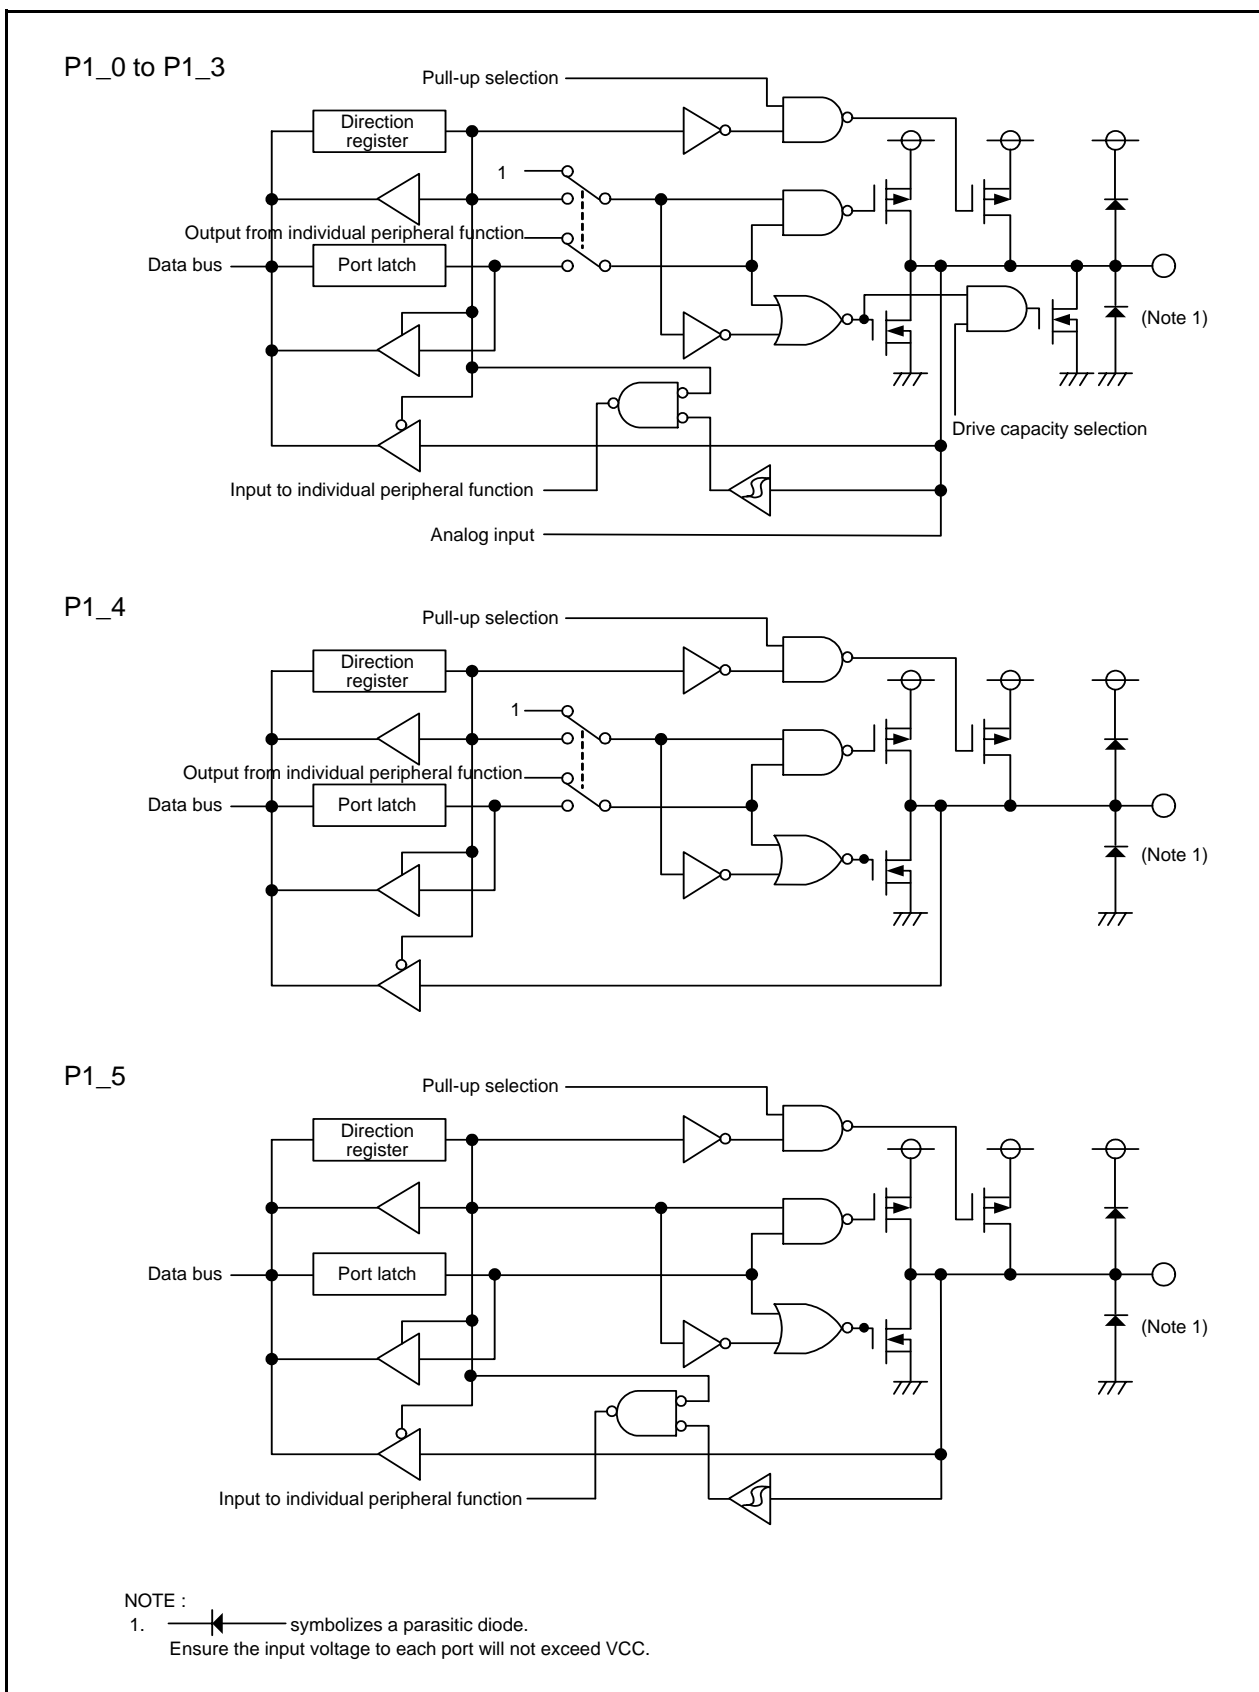 P1_0 to P1_3
Pull-up selection
Direction
register
1
Output from individual peripheral function
Data bus
Port latch
(Note 1)
Drive capacity selection
Input to individual peripheral function
Analog input
P1_4
Pull-up selection
Direction
register
1
Output from individual peripheral function
Data bus
Port latch
(Note 1)
P1_5
Pull-up selection
Direction
register
Data bus
Port latch
(Note 1)
Input to individual peripheral function
NOTE :
1. symbolizes a parasitic diode.
Ensure the input voltage to each port will not exceed VCC.